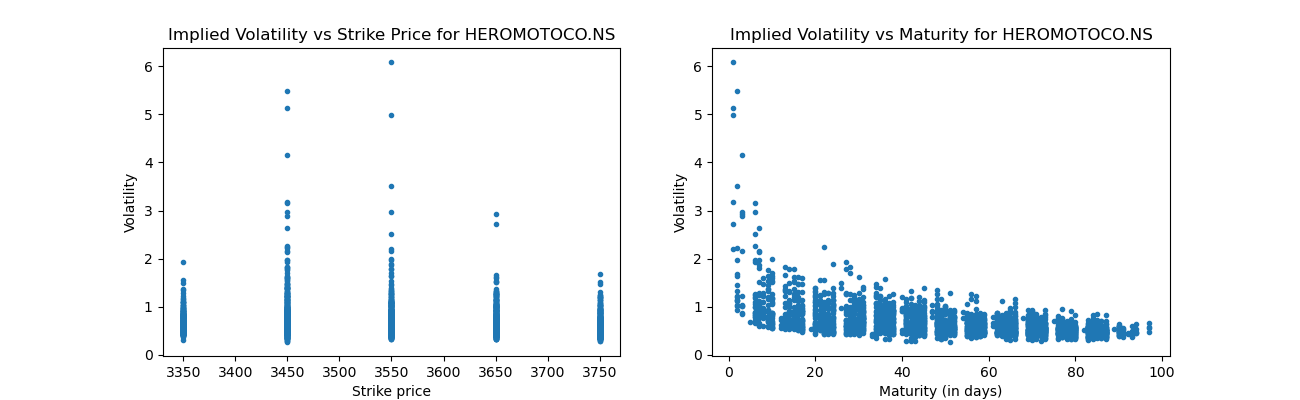 Implied Volatility vs Strike Price for HEROMOTOCO.NS
Volatility
6
5
4
3
2
1
0
3350 3400 3450 3500 3550 3600 3650 3700 3750
Strike price
Implied Volatility vs Maturity for HEROMOTOCO.NS
Volatility
6
5
4
3
2
1
0
0 20 40 60 80 100
Maturity (in days)